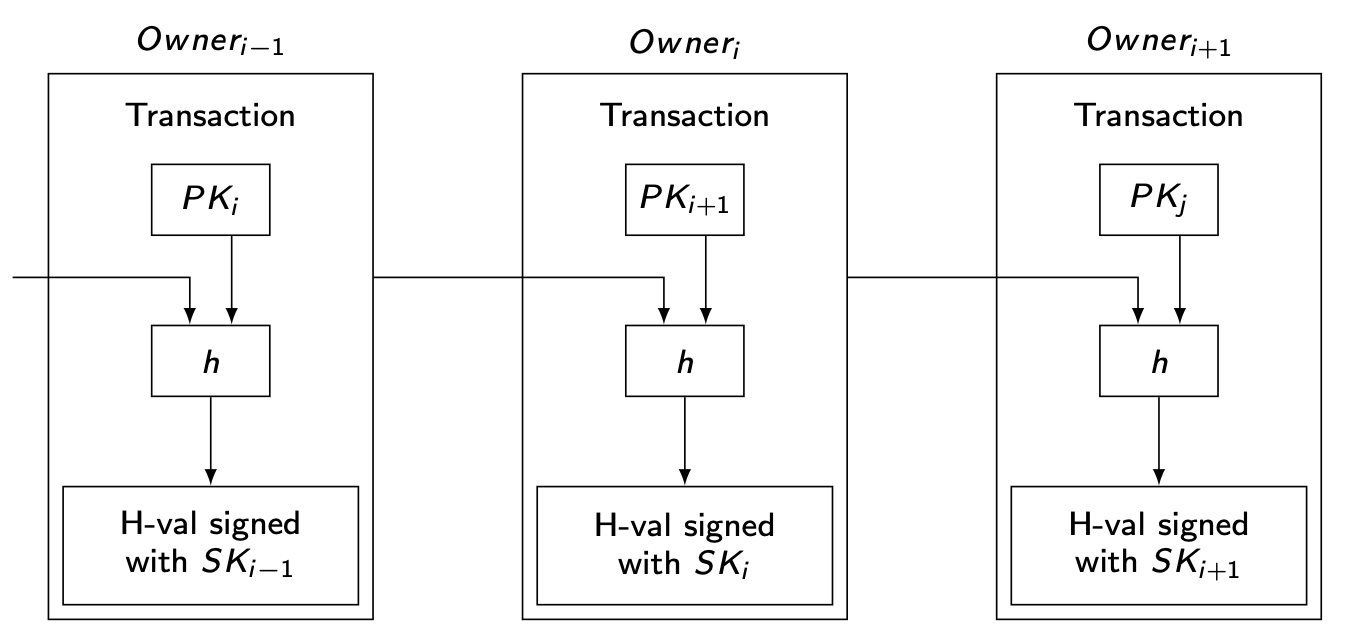 Owner_{i−1}
Transaction
PK_i
h
H-val signed
with SK_{i−1}
Owner_i
Transaction
PK_{i+1}
h
H-val signed
with SK_i
Owner_{i+1}
Transaction
PK_j
h
H-val signed
with SK_{i+1}